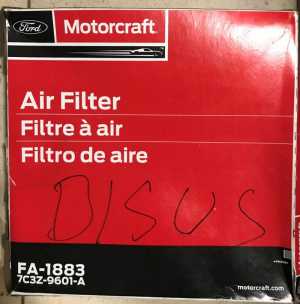 Ford
Motorcraft
Air Filter
Filtre à air
Filtro de aire
DISUS
FA-1883
7C3Z-9601-A
motorcraft.com